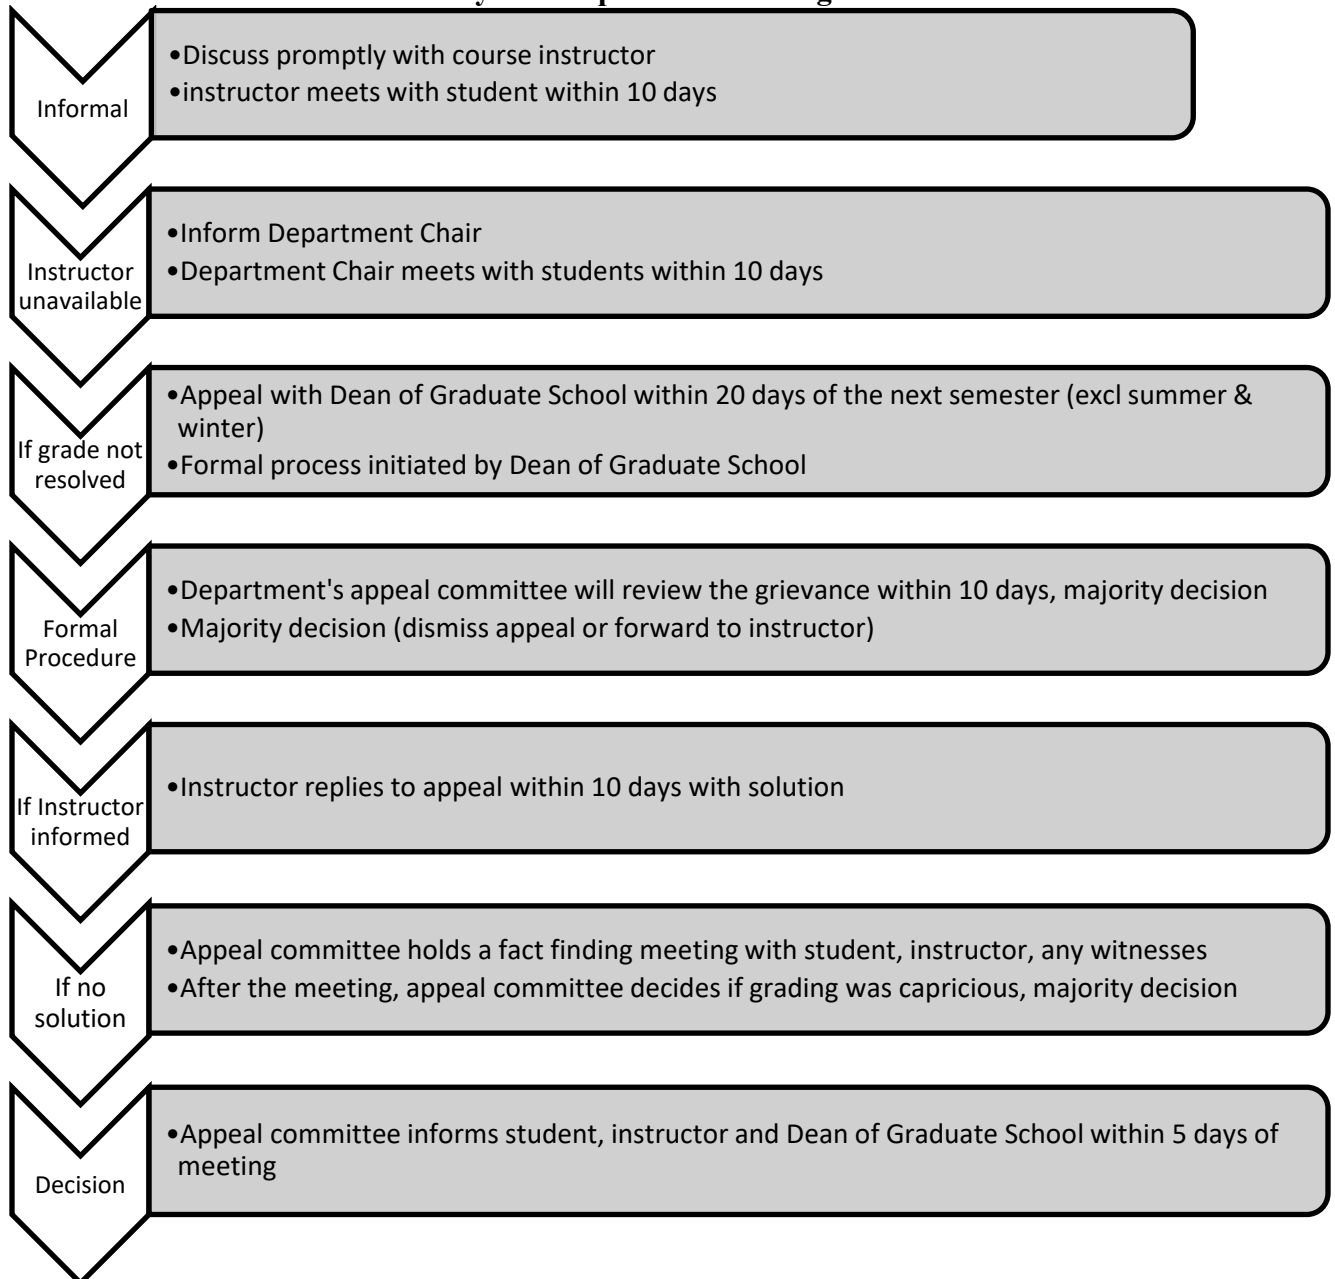 Informal
•Discuss promptly with course instructor
•instructor meets with student within 10 days
Instructor
unavailable
•Inform Department Chair
•Department Chair meets with students within 10 days
If grade not
resolved
•Appeal with Dean of Graduate School within 20 days of the next semester (excl summer &
winter)
•Formal process initiated by Dean of Graduate School
Formal
Procedure
•Department's appeal committee will review the grievance within 10 days, majority decision
•Majority decision (dismiss appeal or forward to instructor)
If Instructor
informed
•Instructor replies to appeal within 10 days with solution
If no
solution
•Appeal committee holds a fact finding meeting with student, instructor, any witnesses
•After the meeting, appeal committee decides if grading was capricious, majority decision
Decision
•Appeal committee informs student, instructor and Dean of Graduate School within 5 days of
meeting